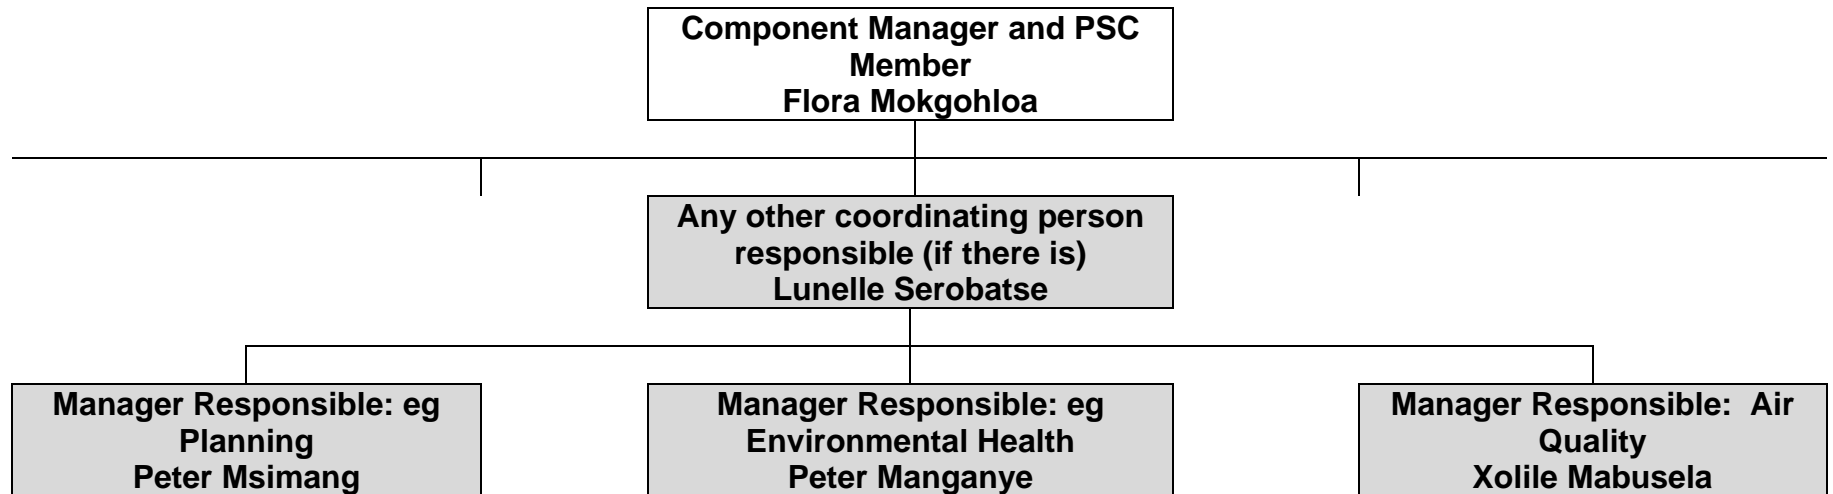 Component Manager and PSC
Member
Flora Mokgohloa
Any other coordinating person
responsible (if there is)
Lunelle Serobatse
Manager Responsible: eg
Planning
Peter Msimang
Manager Responsible: eg
Environmental Health
Peter Manganye
Manager Responsible:  Air
Quality
Xolile Mabusela